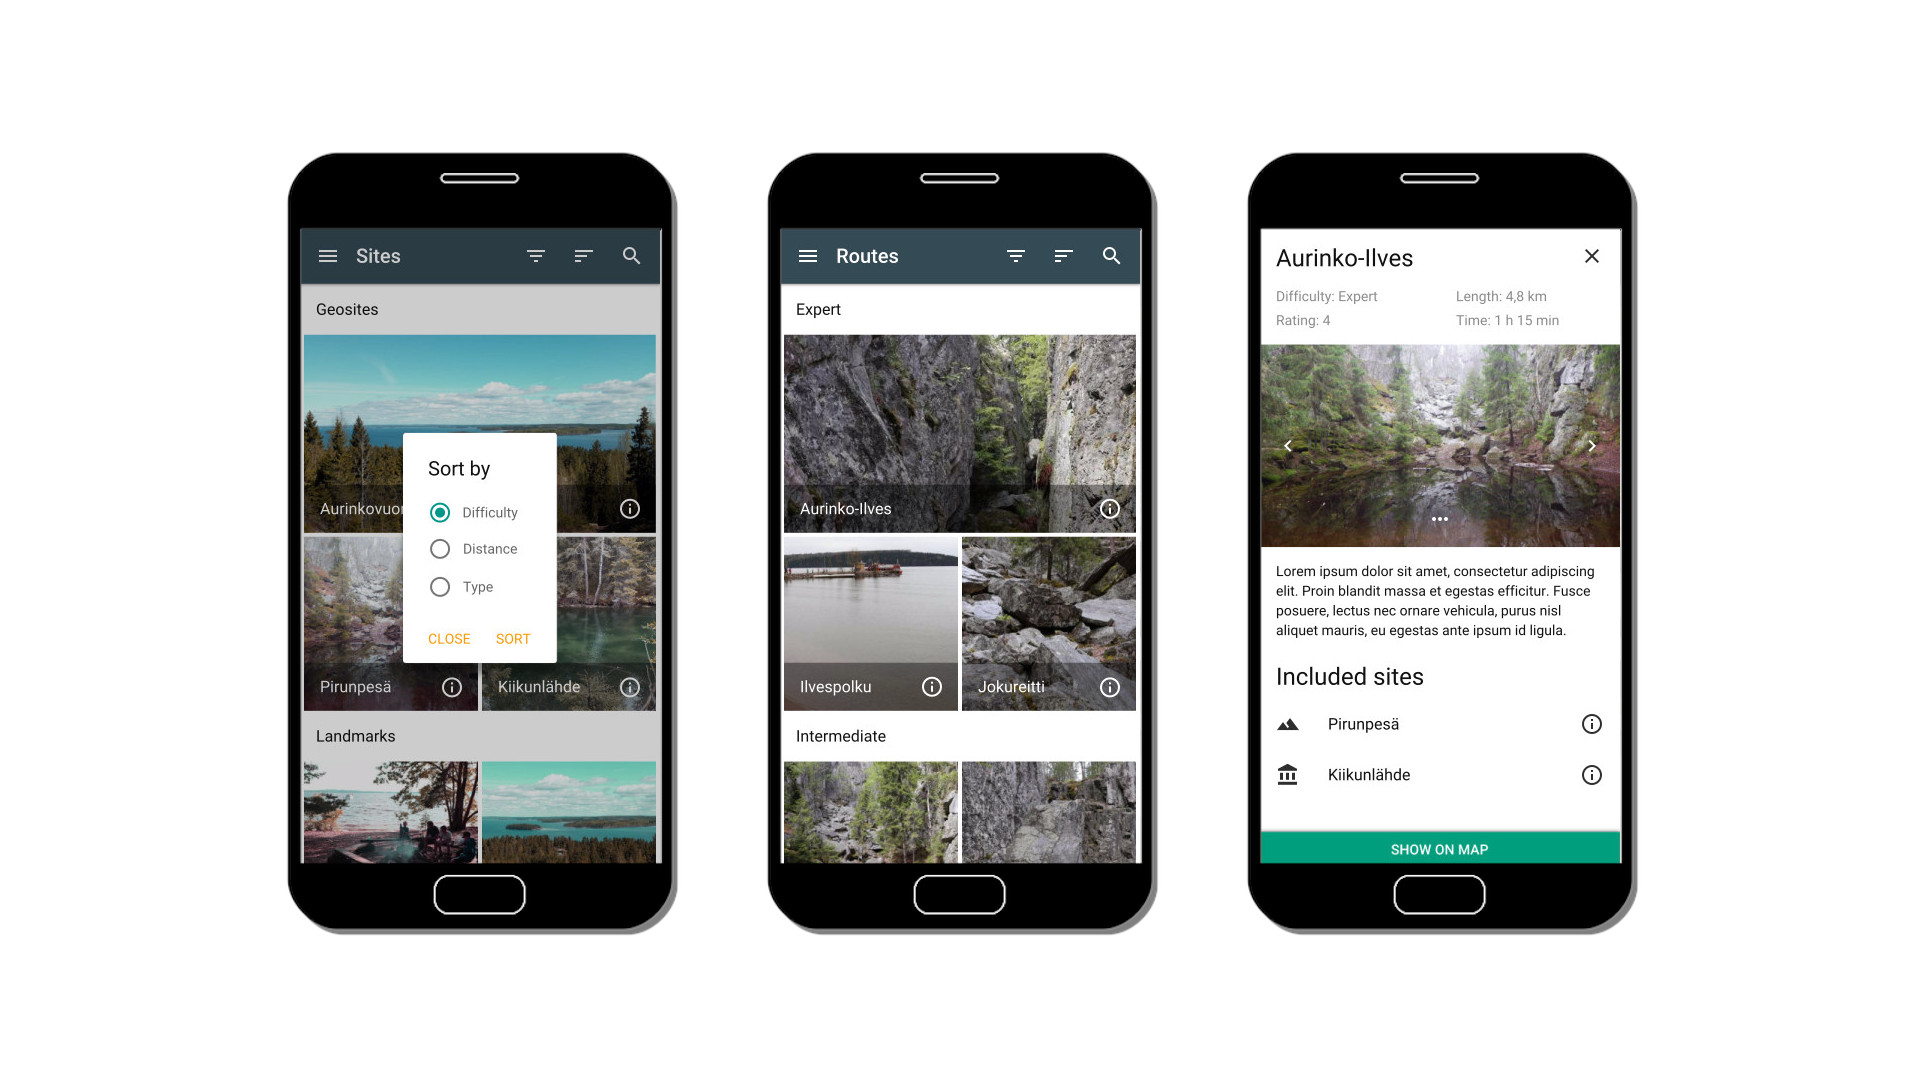 Sites
Geosites
Aurinkovuor
Sort by
Difficulty
Distance
Type
CLOSE SORT
Pirunpesä
Kiikunlähde
Landmarks
Routes
Expert
Aurinko-Ilves
Ilvespolku
Jokureitti
Intermediate
Aurinko-Ilves
Difficulty: Expert
Length: 4,8 km
Rating: 4
Time: 1 h 15 min
Lorem ipsum dolor sit amet, consectetur adipiscing
elit. Proin blandit massa et egestas efficitur. Fusce
posuere, lectus nec ornare vehicula, purus nisl
aliquet mauris, eu egestas ante ipsum id ligula.
Included sites
Pirunpesä
Kiikunlähde
SHOW ON MAP